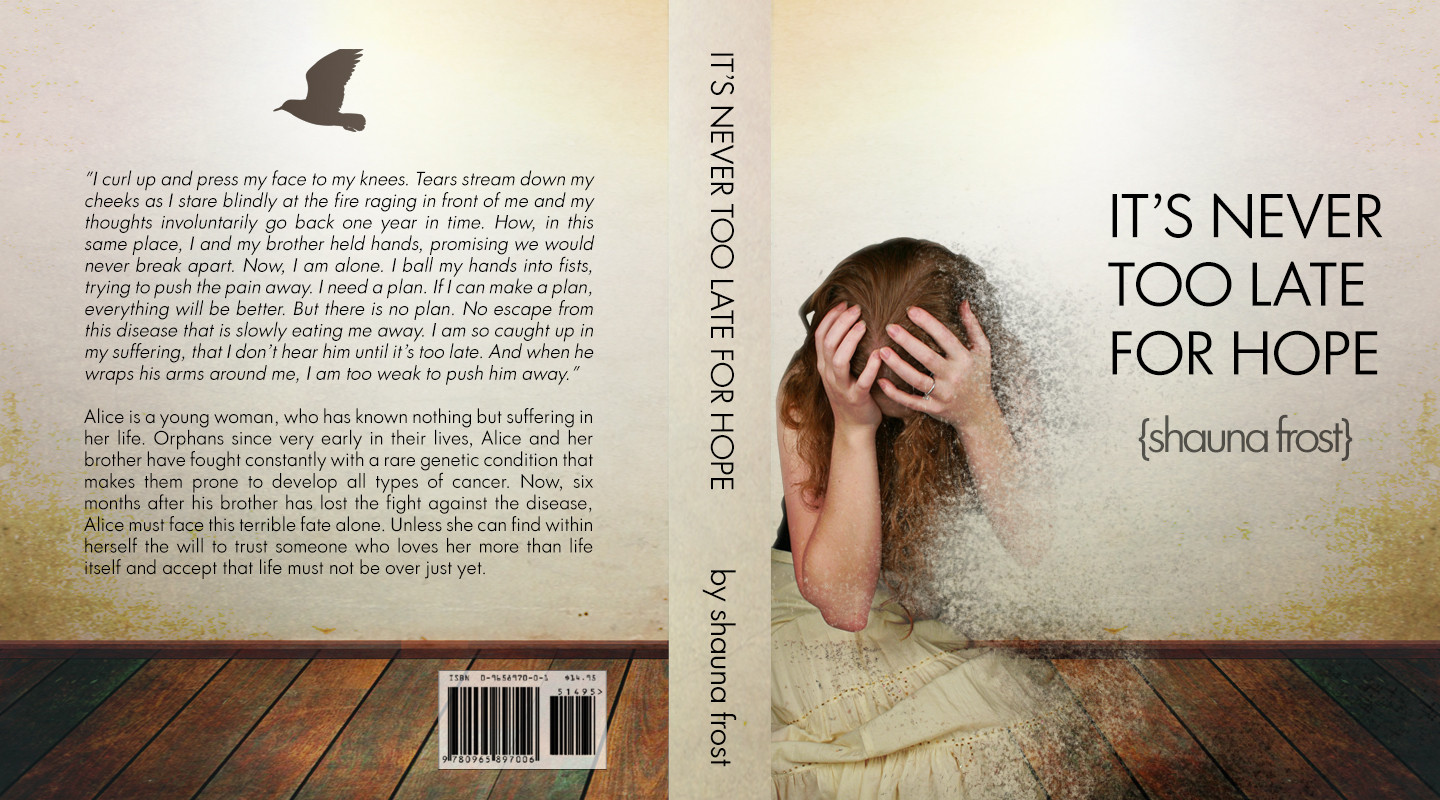 "I curl up and press my face to my knees. Tears stream down my
cheeks as I stare blindly at the fire raging in front of me and my
thoughts involuntarily go back one year in time. How, in this
same place, I and my brother held hands, promising we would
never break apart. Now, I am alone. I ball my hands into fists,
trying to push the pain away. I need a plan. If I can make a plan,
everything will be better. But there is no plan. No escape from
this disease that is slowly eating me away. I am so caught up in
my suffering, that I don't hear him until it's too late. And when he
wraps his arms around me, I am too weak to push him away."
Alice is a young woman, who has known nothing but suffering in
her life. Orphans since very early in their lives, Alice and her
brother have fought constantly with a rare genetic condition that
makes them prone to develop all types of cancer. Now, six
months after his brother has lost the fight against the disease,
Alice must face this terrible fate alone. Unless she can find within
herself the will to trust someone who loves her more than life
itself and accept that life must not be over just yet.
ISBN 0-9656970-0-1 $14.95
51495>
9 780965 897006
IT'S NEVER TOO LATE FOR HOPE
by shauna frost
IT'S NEVER
TOO LATE
FOR HOPE
{shauna frost}